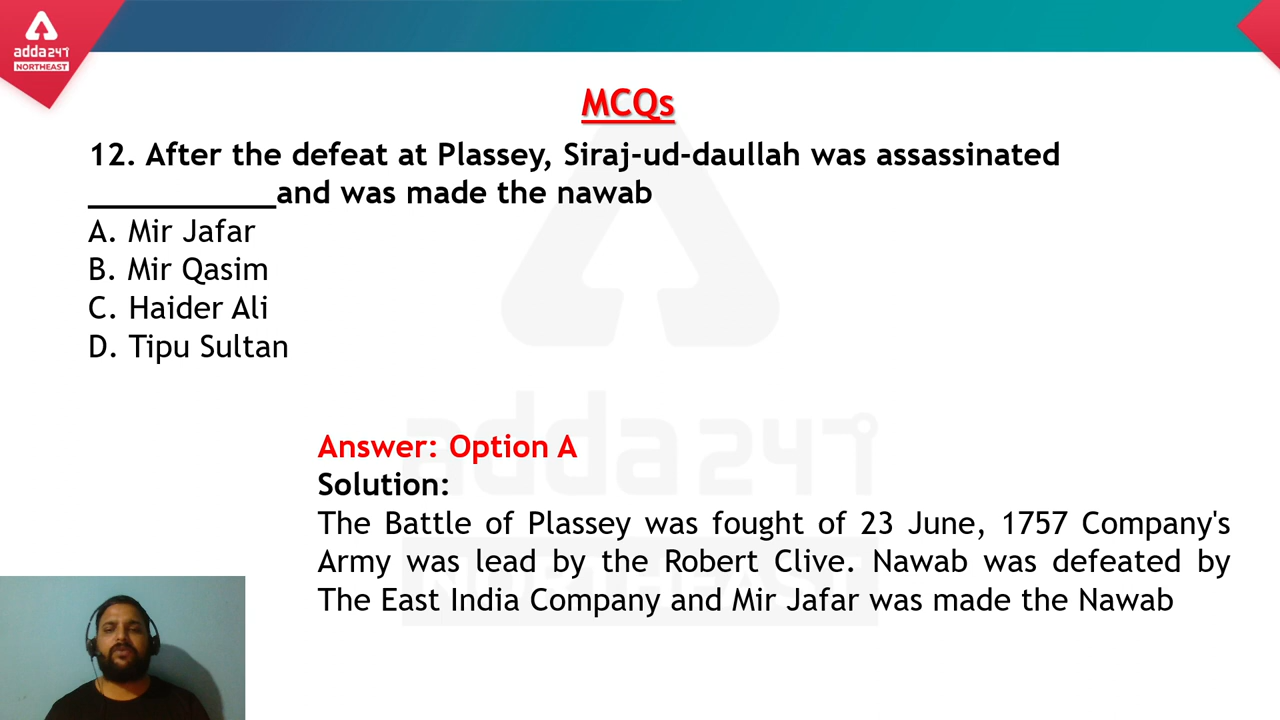 adda247
NORTHEAST
MCQs
12. After the defeat at Plassey, Siraj-ud-daullah was assassinated
___________and was made the nawab
A. Mir Jafar
B. Mir Qasim
C. Haider Ali
D. Tipu Sultan
adda247
NORTHEAST
Answer: Option A
Solution:
The Battle of Plassey was fought of 23 June, 1757 Company's
Army was lead by the Robert Clive. Nawab was defeated by
The East India Company and Mir Jafar was made the Nawab